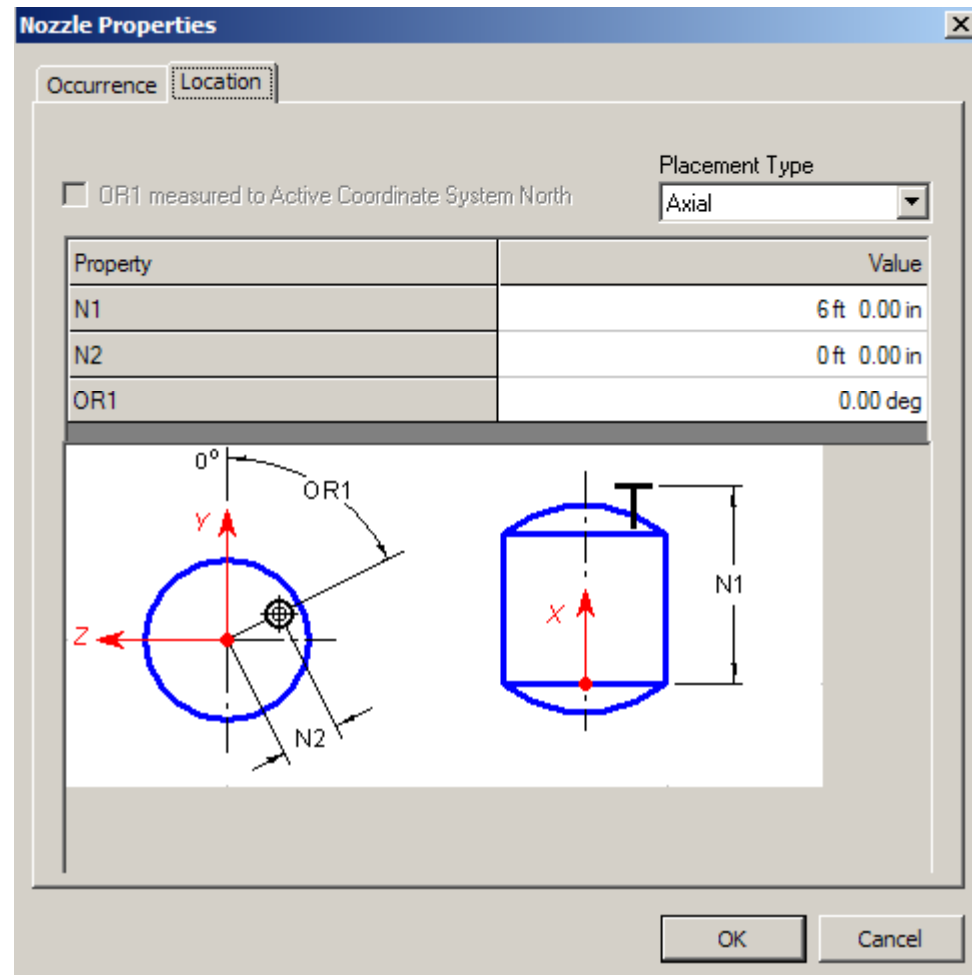 Nozzle Properties
Occurrence Location
Placement Type
OR1 measured to Active Coordinate System North
Axial
Property Value
N1 6 ft 0.00 in
N2 0 ft 0.00 in
OR1 0.00 deg
0°
OR1
Y
Z
N2
X
N1
OK Cancel